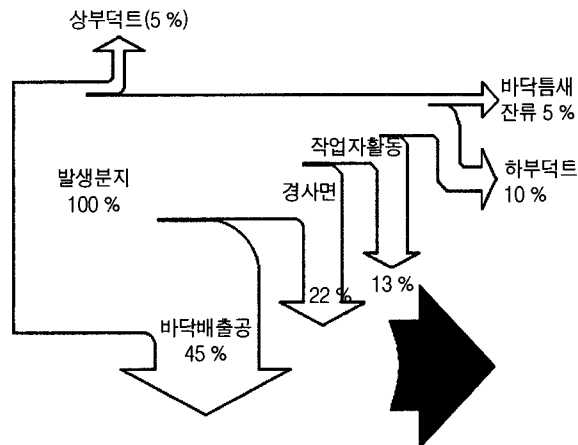 상부덕트(5 %)
바닥틈새
잔류 5 %
작업자활동
하부덕트
10 %
발생분지
100 %
경사면
22 %
13 %
바닥배출공
45 %